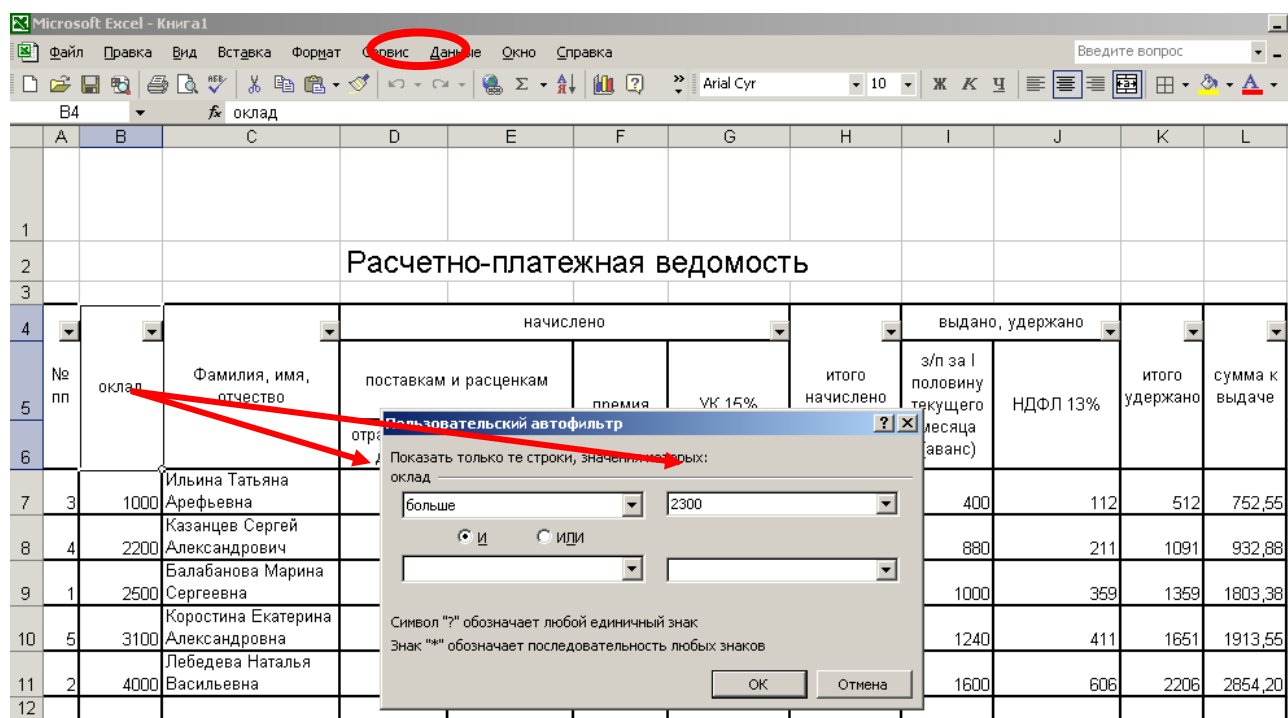 Microsoft Excel - Книга1
Файл Правка Вид Вставка Формат Сервис Данные Окно Справка Введите вопрос
Arial Cyr 10 Ж К Ч
B4 fx оклад
A B C D E F G H I J K L
1
2 Расчетно-платежная ведомость
3
4 начислено выдано, удержано
5 № пп оклад Фамилия, имя, отчество поставкам и расценкам премия УК 15% итого начислено з/п за I половину текущего месяца (аванс) НДФЛ 13% итого удержано сумма к выдаче
6
Пользовательский автофильтр
Показать только те строки, значения которых:
оклад
больше 2300
И ИЛИ
Символ "?" обозначает любой единичный знак
Знак "*" обозначает последовательность любых знаков
ОК Отмена
7 3 1000 Ильина Татьяна Арефьевна 400 112 512 752,55
8 4 2200 Казанцев Сергей Александрович 880 211 1091 932,88
9 1 2500 Балабанова Марина Сергеевна 1000 359 1359 1803,38
10 5 3100 Коростина Екатерина Александровна 1240 411 1651 1913,55
11 2 4000 Лебедева Наталья Васильевна 1600 606 2206 2854,20
12